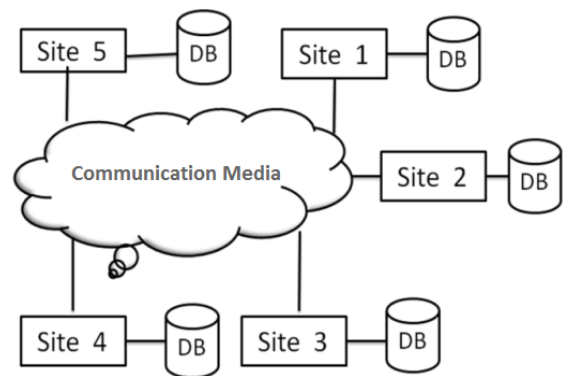 Site 5
DB
Site 1
DB
Communication Media
Site 2
DB
Site 4
DB
Site 3
DB